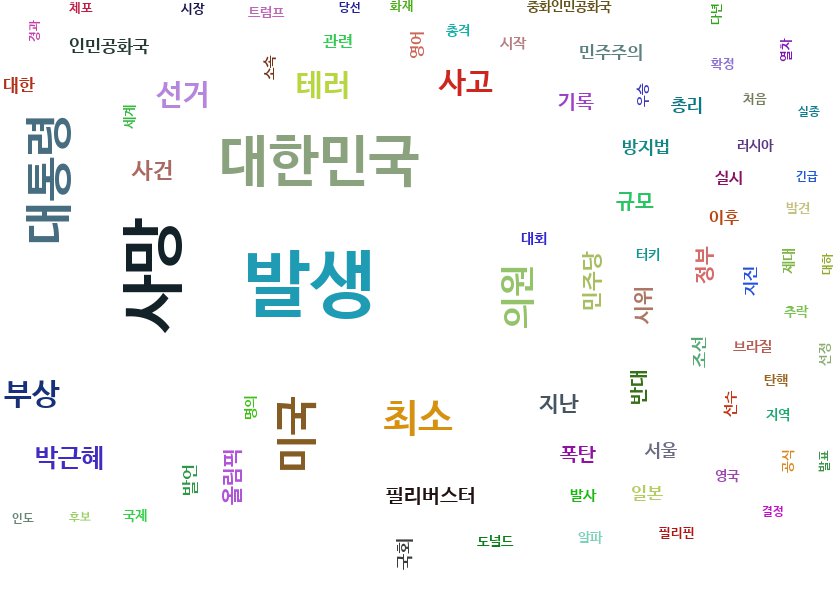 체포
시장
트럼프
당선
화재
중화인민공화국
다년
경과
인민공화국
관련
영어
총격
시작
민주주의
열차
소속
확정
대한
선거
테러
사고
기록
우승
총리
처음
실종
세계
대통령
대한민국
방지법
러시아
사건
실시
긴급
규모
발견
이후
사망
발생
대회
터키
정부
제대
대하
의원
민주당
시위
지진
추락
조선
브라질
선정
부상
미국
최소
지난
반대
탄핵
명의
선수
지역
박근혜
폭탄
서울
발언
올림픽
공식
발표
영국
필리버스터
발사
일본
인도
후보
국제
결정
국회
도널드
알파
필리핀